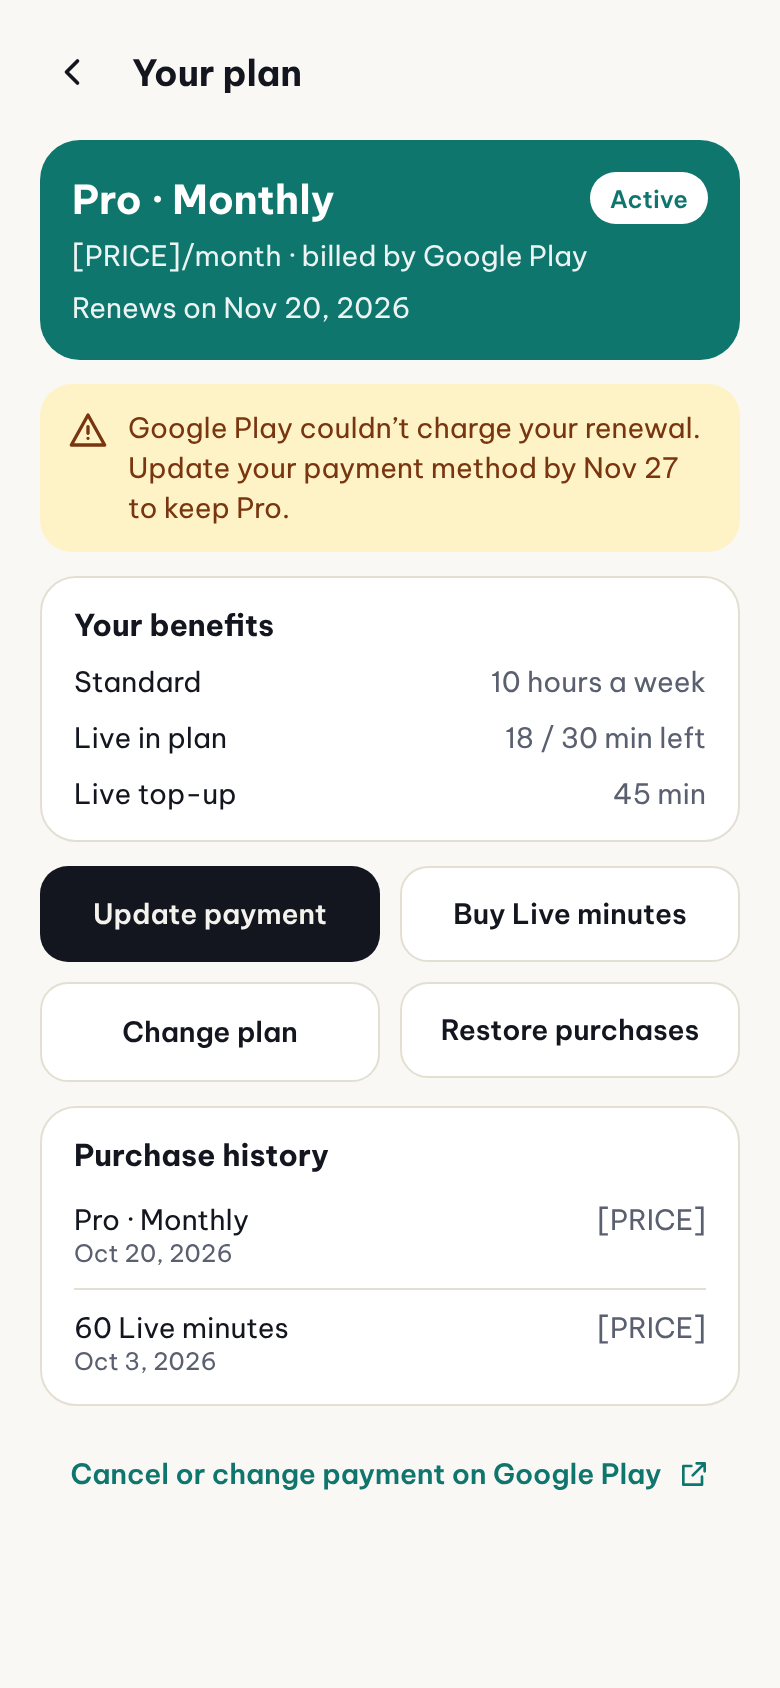 Your plan
Pro · Monthly
Active
[PRICE]/month · billed by Google Play
Renews on Nov 20, 2026
Google Play couldn’t charge your renewal.
Update your payment method by Nov 27
to keep Pro.
Your benefits
Standard 10 hours a week
Live in plan 18 / 30 min left
Live top-up 45 min
Update payment
Buy Live minutes
Change plan
Restore purchases
Purchase history
Pro · Monthly [PRICE]
Oct 20, 2026
60 Live minutes [PRICE]
Oct 3, 2026
Cancel or change payment on Google Play